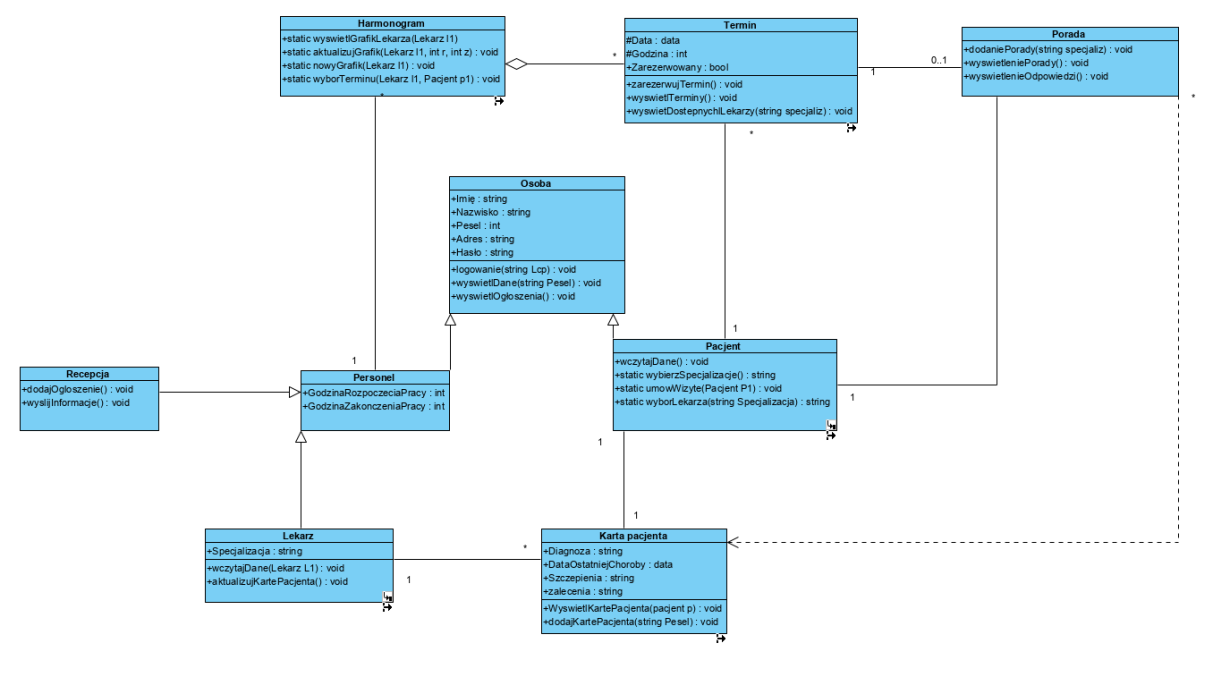 Harmonogram
+static wyswietlGrafikLekarza(Lekarz l1)
+static aktualizujGrafik(Lekarz l1, int r, int z) : void
+static nowyGrafik(Lekarz l1) : void
+static wyborTerminu(Lekarz l1, Pacjent p1) : void
*
*
Termin
#Data : data
#Godzina : int
+Zarezerwowany : bool
+zarezerwujTermin() : void
+wyswietlTerminy() : void
+wyswietDostepnychlLekarzy(string specjaliz) : void
1
0..1
*
Porada
+dodaniePorady(string specjaliz) : void
+wyswietleniePorady() : void
+wyswietlenieOdpowiedzi() : void
*
Osoba
+Imię : string
+Nazwisko : string
+Pesel : int
+Adres : string
+Hasło : string
+logowanie(string Lcp) : void
+wyswietlDane(string Pesel) : void
+wyswietlOgłoszenia() : void
1
1
Recepcja
+dodajOgloszenie() : void
+wyslijInformacje() : void
Personel
+GodzinaRozpoczeciaPracy : int
+GodzinaZakonczeniaPracy : int
Pacjent
+wczytajDane() : void
+static wybierzSpecjalizacje() : string
+static umowWizyte(Pacjent P1) : void
+static wyborLekarza(string Specjalizacja) : string
1
1
1
Lekarz
+Specjalizacja : string
+wczytajDane(Lekarz L1) : void
+aktualizujKartePacjenta() : void
1
*
Karta pacjenta
+Diagnoza : string
+DataOstatniejChoroby : data
+Szczepienia : string
+zalecenia : string
+WyswietlKartePacjenta(pacjent p) : void
+dodajKartePacjenta(string Pesel) : void